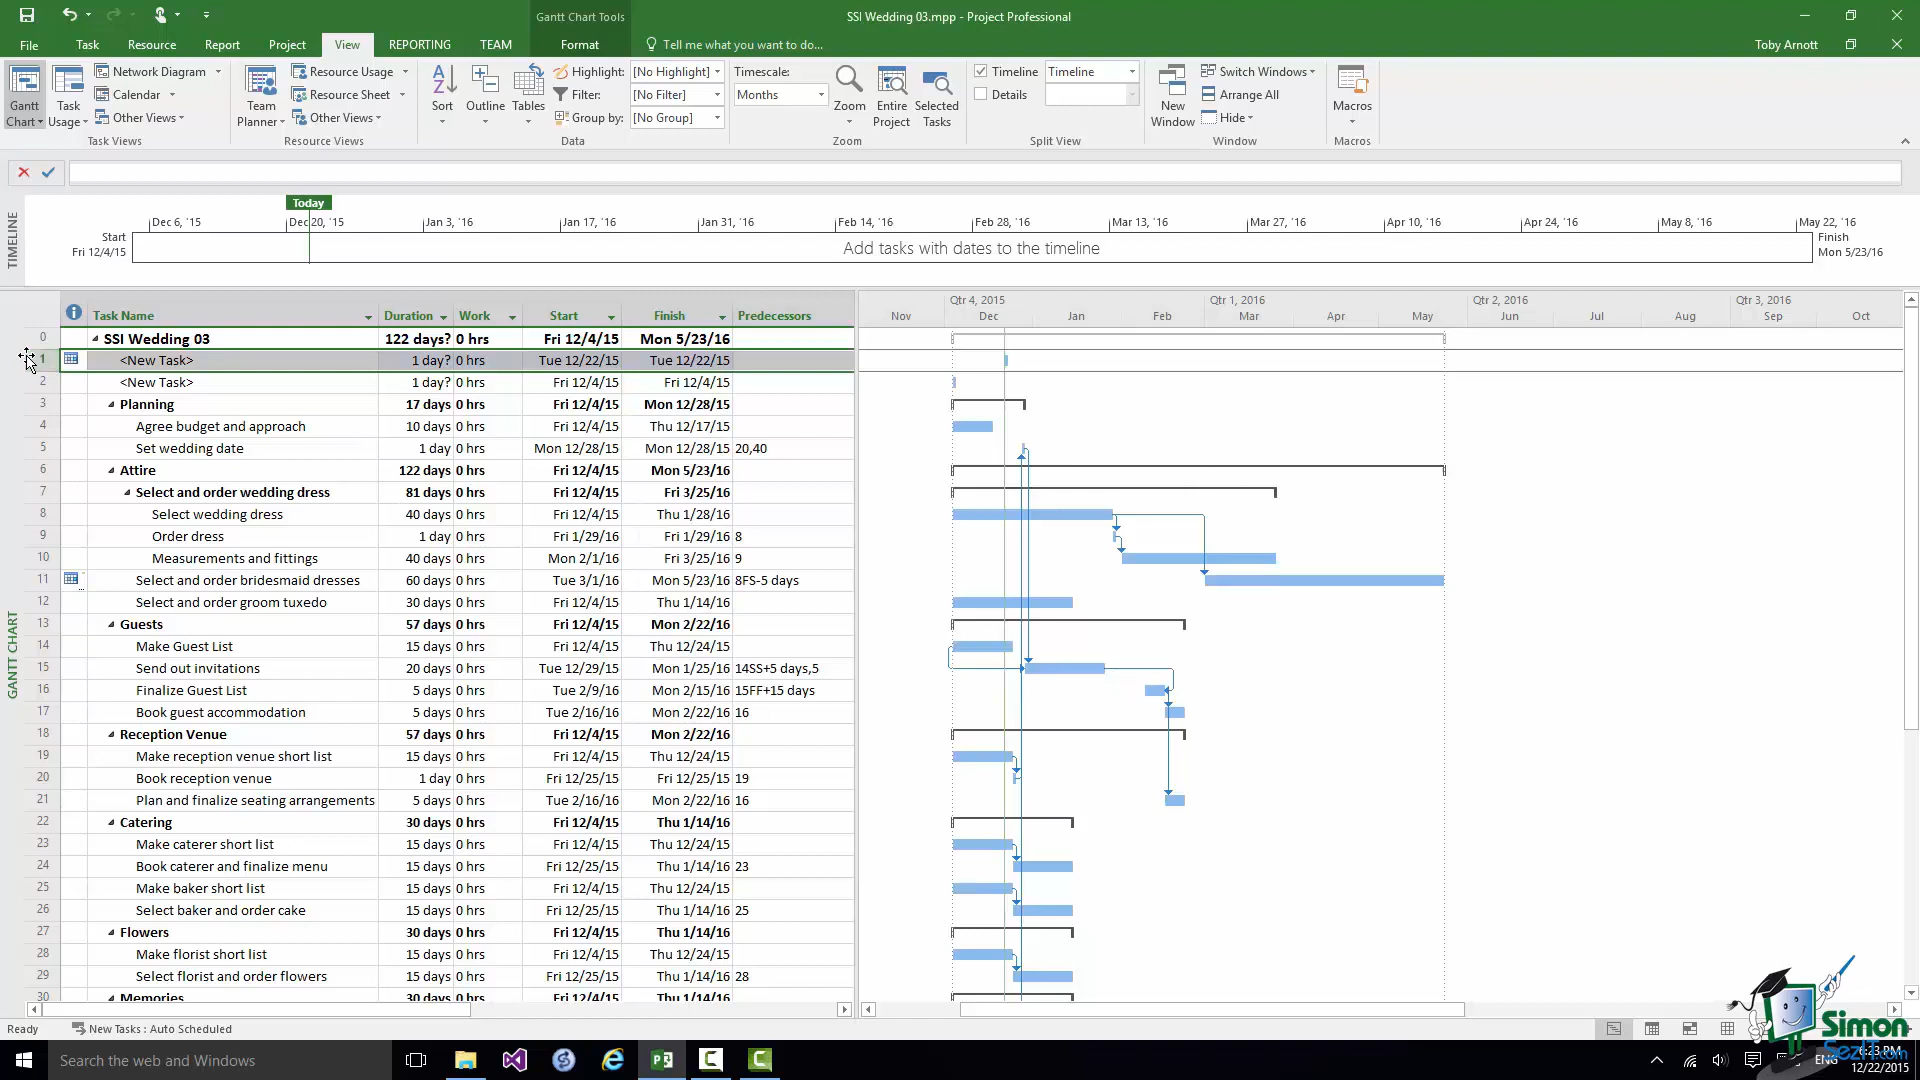 SSI Wedding 03.mpp - Project Professional
Gantt Chart Tools
File Task Resource Report Project View REPORTING TEAM Format Tell me what you want to do... Toby Arnott
Gantt Chart
Task Usage
Network Diagram
Calendar
Other Views
Task Views
Team Planner
Resource Usage
Resource Sheet
Other Views
Resource Views
Sort
Outline
Tables
Highlight: [No Highlight]
Filter: [No Filter]
Group by: [No Group]
Data
Timescale:
Months
Zoom
Entire Project
Selected Tasks
Zoom
Timeline Timeline
Details
Split View
New Window
Switch Windows
Arrange All
Hide
Window
Macros
Macros
TIMELINE
Today
Dec 6, '15 Dec 20, '15 Jan 3, '16 Jan 17, '16 Jan 31, '16 Feb 14, '16 Feb 28, '16 Mar 13, '16 Mar 27, '16 Apr 10, '16 Apr 24, '16 May 8, '16 May 22, '16
Start
Fri 12/4/15
Add tasks with dates to the timeline
Finish
Mon 5/23/16
GANTT CHART
Task Name Duration Work Start Finish Predecessors
Qtr 4, 2015 Qtr 1, 2016 Qtr 2, 2016 Qtr 3, 2016
Nov Dec Jan Feb Mar Apr May Jun Jul Aug Sep Oct
0 SSI Wedding 03 122 days? 0 hrs Fri 12/4/15 Mon 5/23/16
1 <New Task> 1 day? 0 hrs Tue 12/22/15 Tue 12/22/15
2 <New Task> 1 day? 0 hrs Fri 12/4/15 Fri 12/4/15
3 Planning 17 days 0 hrs Fri 12/4/15 Mon 12/28/15
4 Agree budget and approach 10 days 0 hrs Fri 12/4/15 Thu 12/17/15
5 Set wedding date 1 day 0 hrs Mon 12/28/15 Mon 12/28/15 20,40
6 Attire 122 days 0 hrs Fri 12/4/15 Mon 5/23/16
7 Select and order wedding dress 81 days 0 hrs Fri 12/4/15 Fri 3/25/16
8 Select wedding dress 40 days 0 hrs Fri 12/4/15 Thu 1/28/16
9 Order dress 1 day 0 hrs Fri 1/29/16 Fri 1/29/16 8
10 Measurements and fittings 40 days 0 hrs Mon 2/1/16 Fri 3/25/16 9
11 Select and order bridesmaid dresses 60 days 0 hrs Tue 3/1/16 Mon 5/23/16 8FS-5 days
12 Select and order groom tuxedo 30 days 0 hrs Fri 12/4/15 Thu 1/14/16
13 Guests 57 days 0 hrs Fri 12/4/15 Mon 2/22/16
14 Make Guest List 15 days 0 hrs Fri 12/4/15 Thu 12/24/15
15 Send out invitations 20 days 0 hrs Tue 12/29/15 Mon 1/25/16 14SS+5 days,5
16 Finalize Guest List 5 days 0 hrs Tue 2/9/16 Mon 2/15/16 15FF+15 days
17 Book guest accommodation 5 days 0 hrs Tue 2/16/16 Mon 2/22/16 16
18 Reception Venue 57 days 0 hrs Fri 12/4/15 Mon 2/22/16
19 Make reception venue short list 15 days 0 hrs Fri 12/4/15 Thu 12/24/15
20 Book reception venue 1 day 0 hrs Fri 12/25/15 Fri 12/25/15 19
21 Plan and finalize seating arrangements 5 days 0 hrs Tue 2/16/16 Mon 2/22/16 16
22 Catering 30 days 0 hrs Fri 12/4/15 Thu 1/14/16
23 Make caterer short list 15 days 0 hrs Fri 12/4/15 Thu 12/24/15
24 Book caterer and finalize menu 15 days 0 hrs Fri 12/25/15 Thu 1/14/16 23
25 Make baker short list 15 days 0 hrs Fri 12/4/15 Thu 12/24/15
26 Select baker and order cake 15 days 0 hrs Fri 12/25/15 Thu 1/14/16 25
27 Flowers 30 days 0 hrs Fri 12/4/15 Thu 1/14/16
28 Make florist short list 15 days 0 hrs Fri 12/4/15 Thu 12/24/15
29 Select florist and order flowers 15 days 0 hrs Fri 12/25/15 Thu 1/14/16 28
30 Memories 30 days 0 hrs Fri 12/4/15 Thu 1/14/16
Ready New Tasks : Auto Scheduled
Simon
SezIT.com
Search the web and Windows
ENG
6:23 PM
12/22/2015